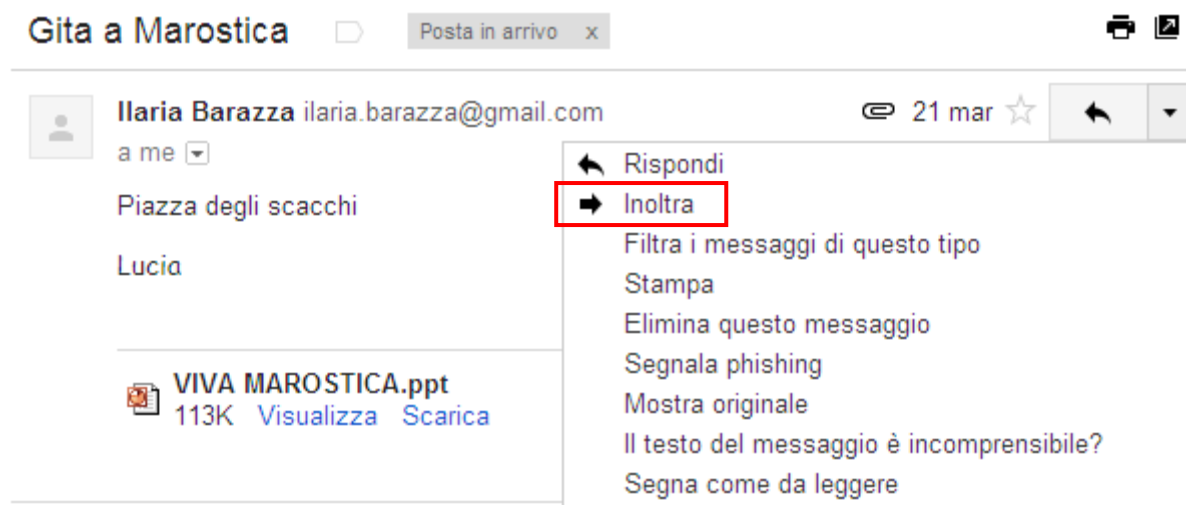 Gita a Marostica Posta in arrivo x
Ilaria Barazza ilaria.barazza@gmail.com 21 mar
a me
Piazza degli scacchi
Lucia
VIVA MAROSTICA.ppt
113K Visualizza Scarica
Rispondi
Inoltra
Filtra i messaggi di questo tipo
Stampa
Elimina questo messaggio
Segnala phishing
Mostra originale
Il testo del messaggio è incomprensibile?
Segna come da leggere